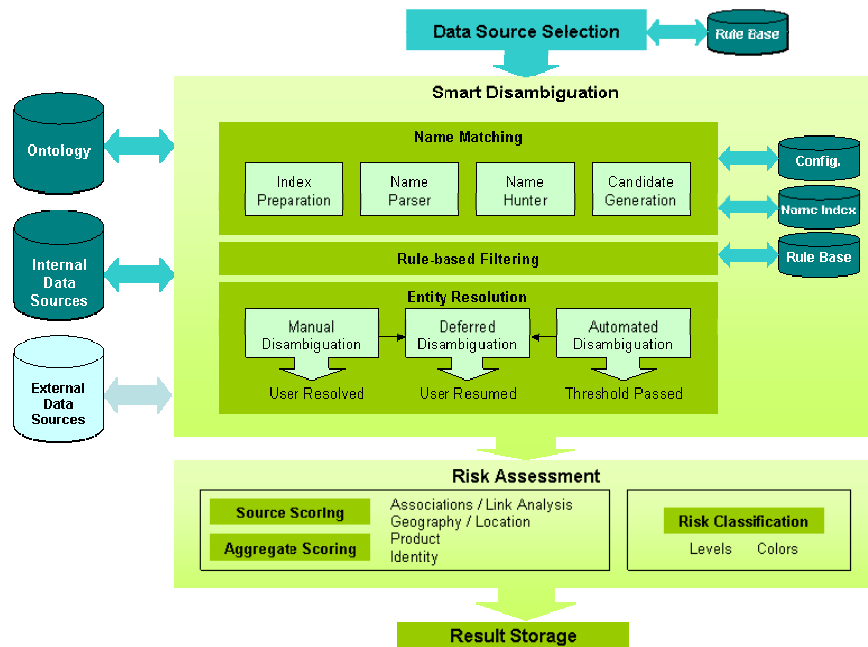 Data Source Selection
Rule Base
Smart Disambiguation
Ontology
Name Matching
Config.
Index
Preparation
Name
Parser
Name
Hunter
Candidate
Generation
Name Index
Internal
Data
Sources
Rule-based Filtering
Rule Base
Entity Resolution
Manual
Disambiguation
Deferred
Disambiguation
Automated
Disambiguation
External
Data
Sources
User Resolved
User Resumed
Threshold Passed
Risk Assessment
Source Scoring
Aggregate Scoring
Associations / Link Analysis
Geography / Location
Product
Identity
Risk Classification
Levels
Colors
Result Storage